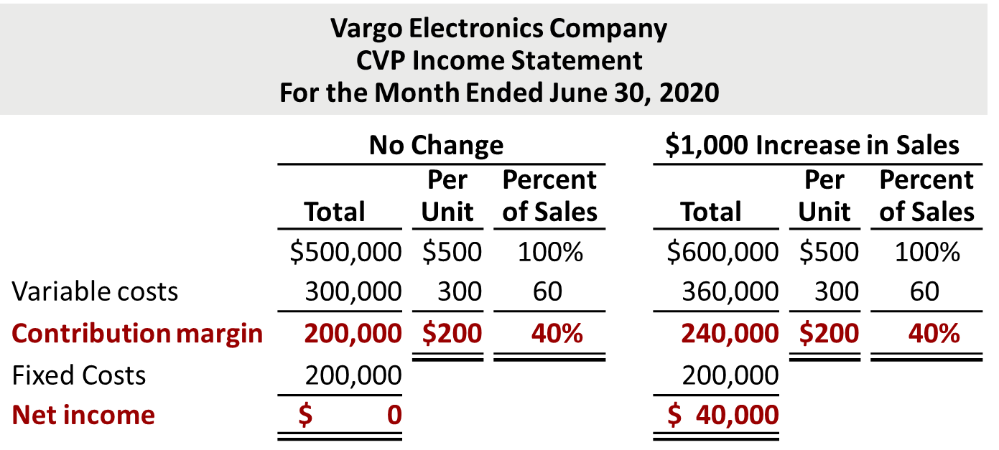 Vargo Electronics Company
CVP Income Statement
For the Month Ended June 30, 2020
No Change $1,000 Increase in Sales
Per Percent Per Percent
Total Unit of Sales Total Unit of Sales
$500,000 $500 100% $600,000 $500 100%
Variable costs 300,000 300 60 360,000 300 60
Contribution margin 200,000 $200 40% 240,000 $200 40%
Fixed Costs 200,000 200,000
Net income $ 0 $ 40,000